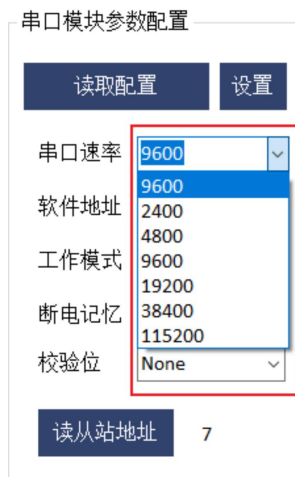 串口模块参数配置
读取配置 设置
串口速率 9600
9600
软件地址 2400
4800
工作模式 9600
19200
断电记忆 38400
115200
校验位 None
读从站地址 7